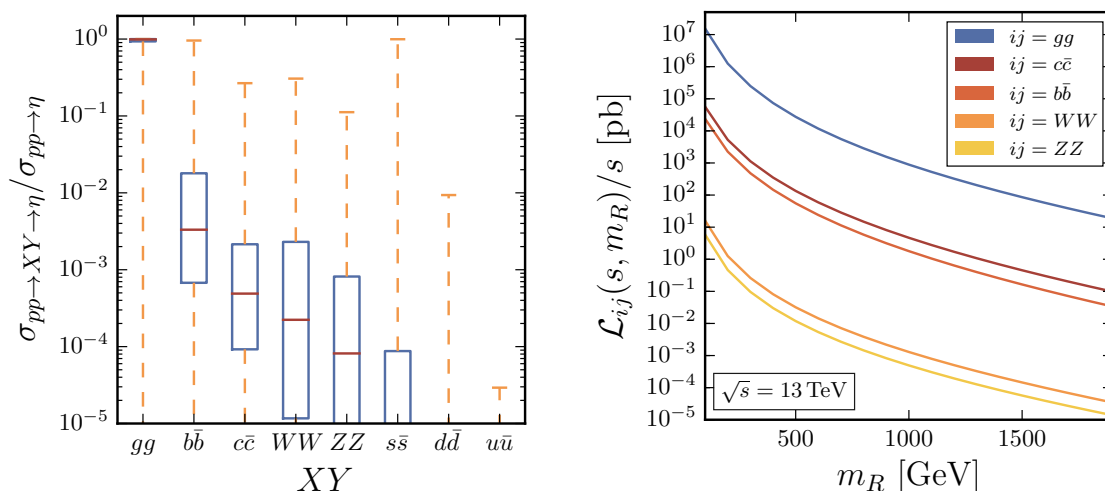 σ_{pp→XY→η}/σ_{pp→η}
10^0
10^{-1}
10^{-2}
10^{-3}
10^{-4}
10^{-5}
gg bb̄ cc̄ WW ZZ ss̄ dd̄ uū
XY
ℒ_{ij}(s, m_R)/s [pb]
10^7
10^6
10^5
10^4
10^3
10^2
10^1
10^0
10^{-1}
10^{-2}
10^{-3}
10^{-4}
10^{-5}
ij = gg
ij = cc̄
ij = bb̄
ij = WW
ij = ZZ
√s = 13 TeV
500 1000 1500
m_R [GeV]